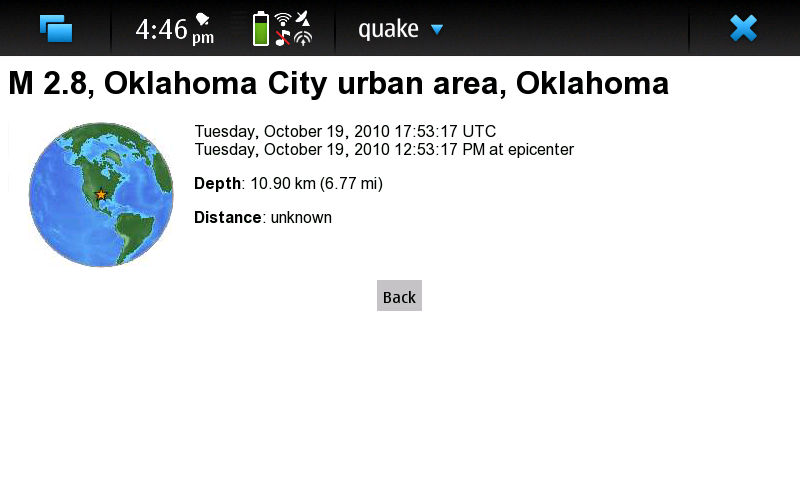 4:46 pm quake
M 2.8, Oklahoma City urban area, Oklahoma
Tuesday, October 19, 2010 17:53:17 UTC
Tuesday, October 19, 2010 12:53:17 PM at epicenter
Depth: 10.90 km (6.77 mi)
Distance: unknown
Back